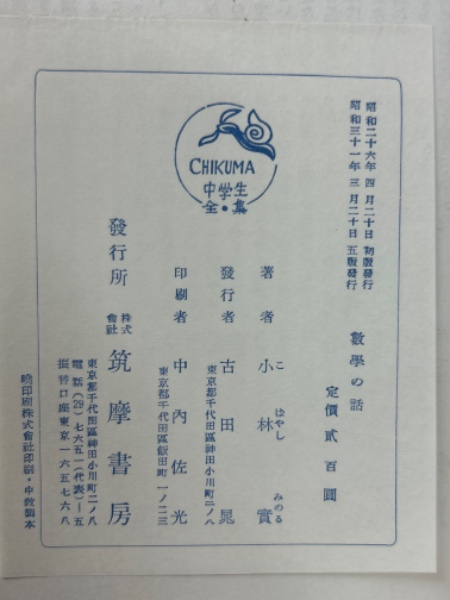 昭和二十六年四月二十日 初版發行
昭和三十一年三月二十日 五版發行
數學の話
定價貳百圓
CHIKUMA
中学生
全・集
著者 小林實
こ ばやし みのる
發行者 古田晁
東京都千代田區神田小川町二ノ八
印刷者 中内佐光
東京都千代田區飯田町一ノ二三
發行所 株式會社 筑摩書房
東京都千代田區神田小川町二ノ八
電話(29)七六五一(代表)—五
振替口座東京一六五七六八
曉印刷株式會社印刷・中教製本